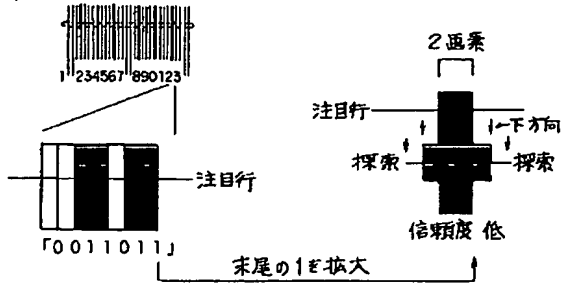 1 234567 890123
2画素
注目行
下方向
探索 探索
注目行
信頼度 低
「0011011」
末尾の1を拡大